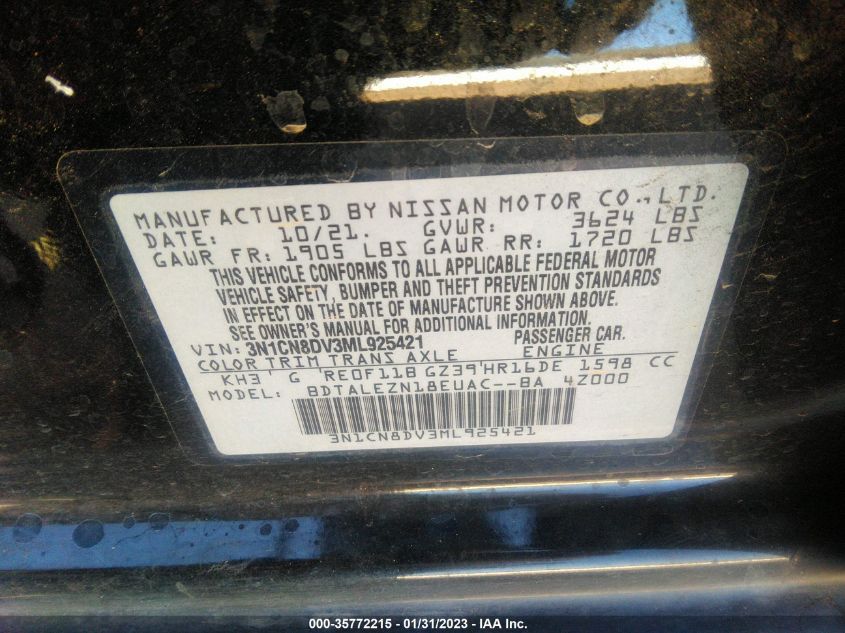 MANUFACTURED BY NISSAN MOTOR CO., LTD.
DATE: 10/21. GVWR: 3624 LBS
GAWR FR: 1905 LBS GAWR RR: 1720 LBS
THIS VEHICLE CONFORMS TO ALL APPLICABLE FEDERAL MOTOR
VEHICLE SAFETY, BUMPER AND THEFT PREVENTION STANDARDS
IN EFFECT ON THE DATE OF MANUFACTURE SHOWN ABOVE.
SEE OWNER'S MANUAL FOR ADDITIONAL INFORMATION.
VIN: 3N1CN8DV3ML925421 PASSENGER CAR.
COLOR TRIM TRANS AXLE ENGINE
KH3 G RE0F11B GZ39 HR16DE 1598 CC
MODEL: BDTALEZN18EUAC--BA 4Z000
3N1CN8DV3ML925421
000-35772215 - 01/31/2023 - © IAA Inc.